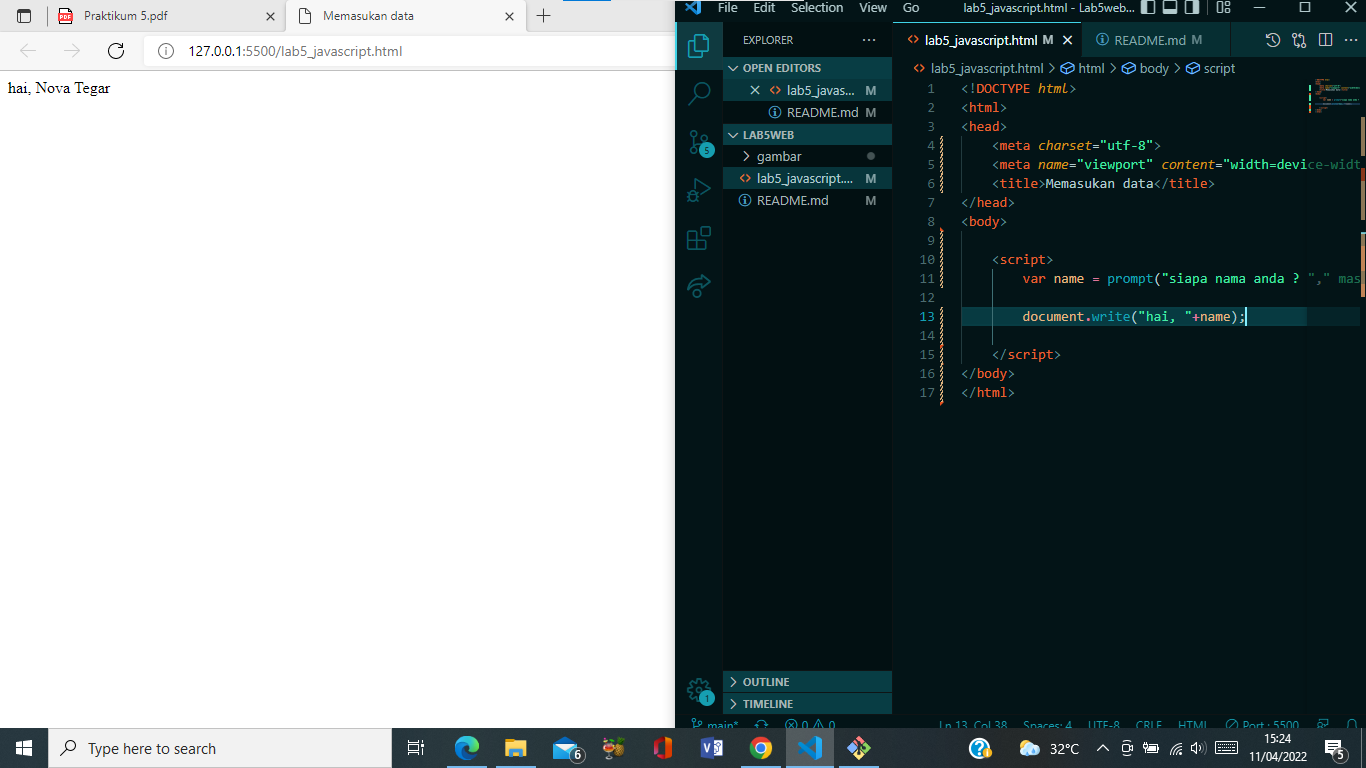 Praktikum 5.pdf
Memasukan data
127.0.0.1:5500/lab5_javascript.html
hai, Nova Tegar
File Edit Selection View Go lab5_javascript.html - Lab5web...
EXPLORER
OPEN EDITORS
lab5_javas... M
README.md M
LAB5WEB
gambar
lab5_javascript.... M
README.md M
OUTLINE
TIMELINE
5
1
lab5_javascript.html M
README.md M
lab5_javascript.html > html > body > script
1 <!DOCTYPE html>
2 <html>
3 <head>
4 <meta charset="utf-8">
5 <meta name="viewport" content="width=device-widt
6 <title>Memasukan data</title>
7 </head>
8 <body>
9
10 <script>
11 var name = prompt("siapa nama anda ? "," mas
12
13 document.write("hai, "+name);
14
15 </script>
16 </body>
17 </html>
main* 0 0 Ln 13, Col 38 Spaces: 4 UTF-8 CRLF HTML Port : 5500
Type here to search
6
32°C
15:24
11/04/2022
5